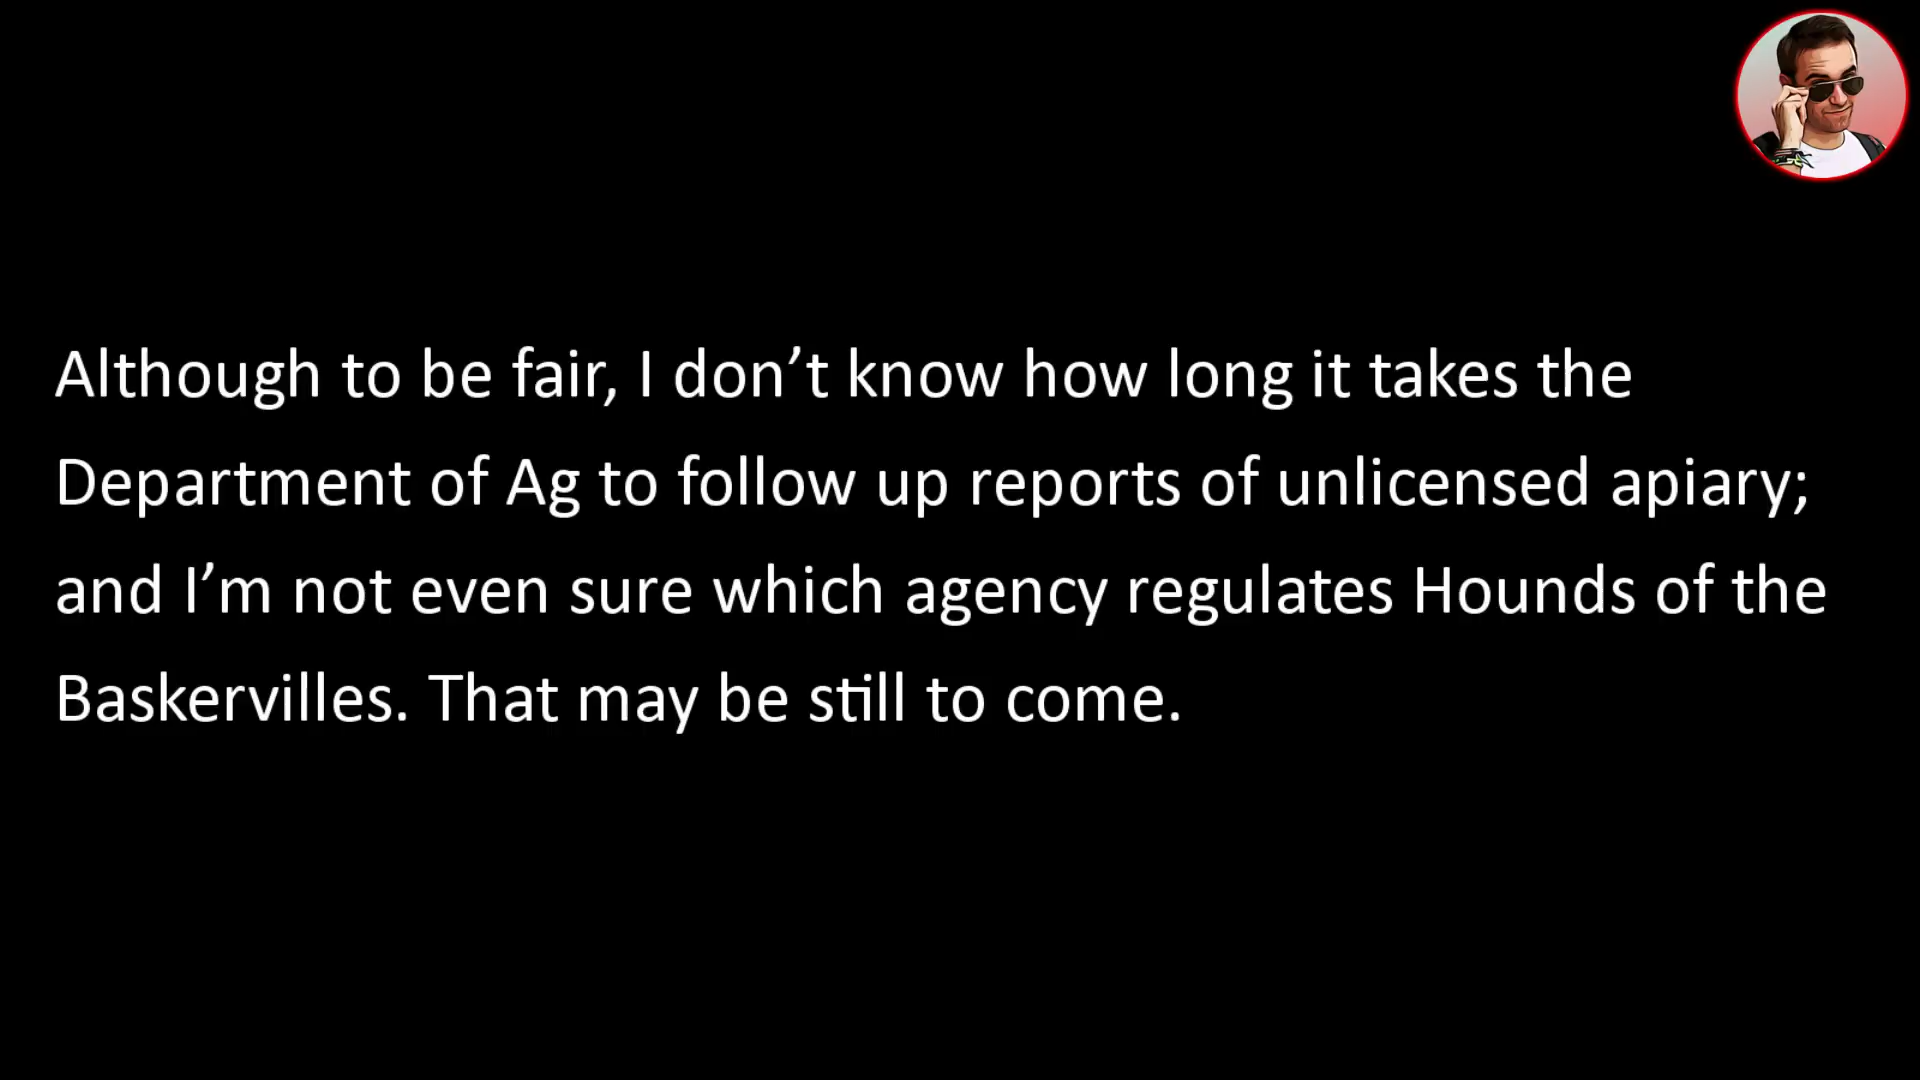 Although to be fair, I don’t know how long it takes the
Department of Ag to follow up reports of unlicensed apiary;
and I’m not even sure which agency regulates Hounds of the
Baskervilles. That may be still to come.